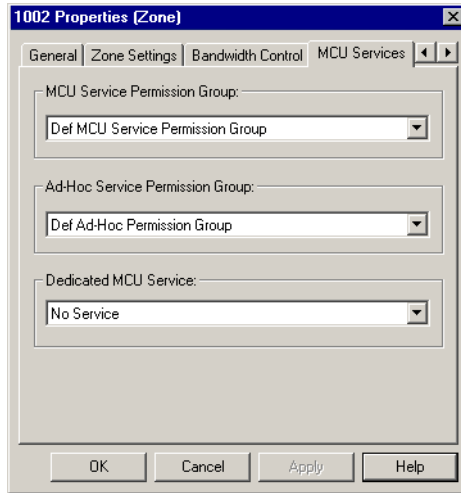 1002 Properties (Zone)
General Zone Settings Bandwidth Control MCU Services
MCU Service Permission Group:
Def MCU Service Permission Group
Ad-Hoc Service Permission Group:
Def Ad-Hoc Permission Group
Dedicated MCU Service:
No Service
OK Cancel Apply Help